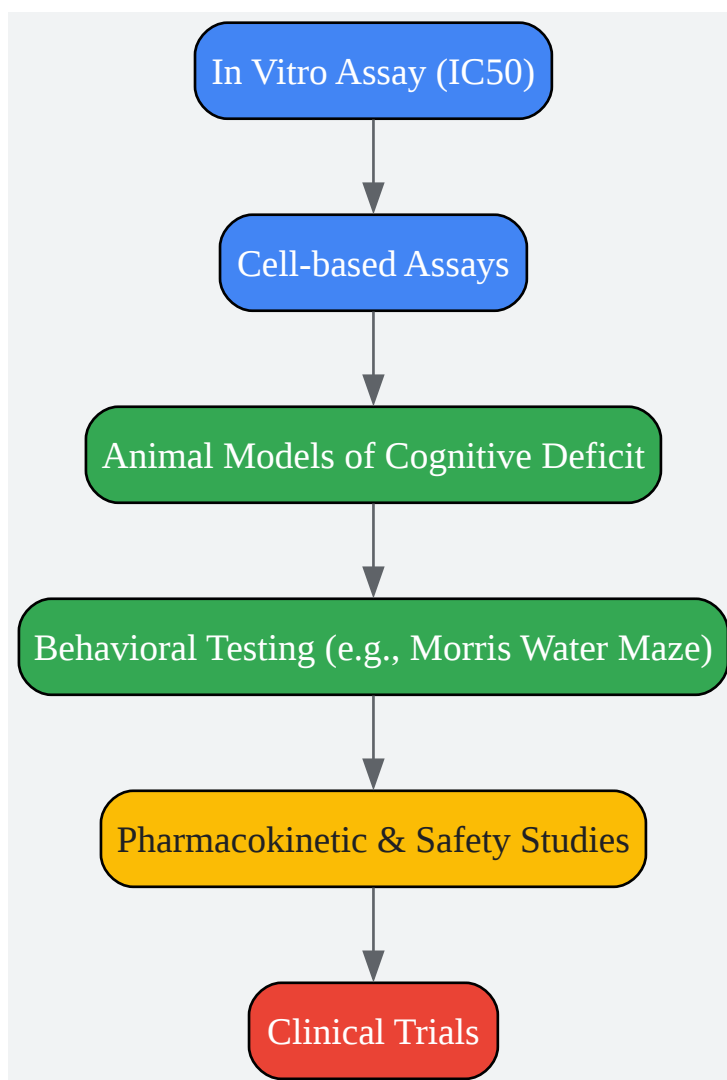 In Vitro Assay (IC50)
Cell-based Assays
Animal Models of Cognitive Deficit
Behavioral Testing (e.g., Morris Water Maze)
Pharmacokinetic & Safety Studies
Clinical Trials